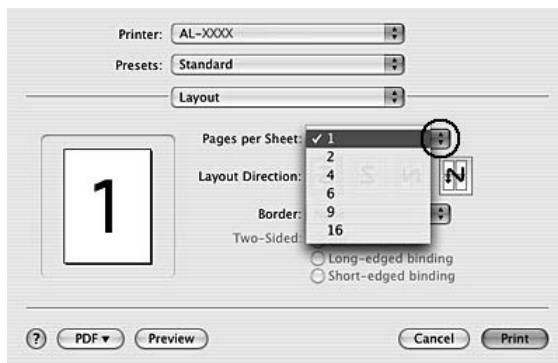 Printer: AL-XXXX
Presets: Standard
Layout
Pages per Sheet: ✓ 1
2
4
Layout Direction:
6
Border: 9
16
Two-Sided:
Long-edged binding
Short-edged binding
1
? PDF ▼ Preview Cancel Print